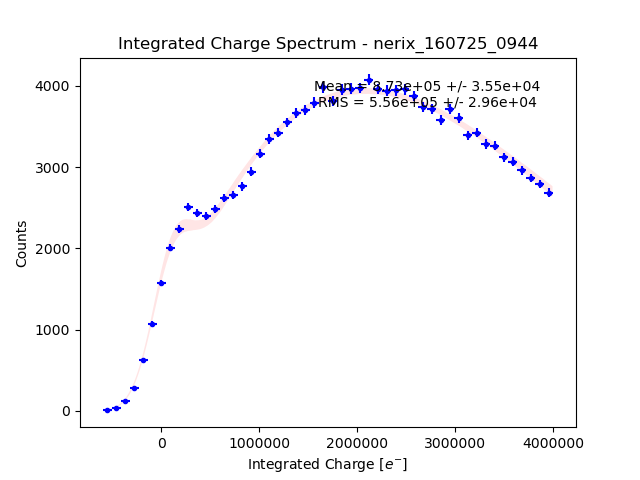 Integrated Charge Spectrum - nerix_160725_0944
Mean = 8.73e+05 +/- 3.55e+04
RMS = 5.56e+05 +/- 2.96e+04
4000
3000
2000
1000
0
Counts
0 1000000 2000000 3000000 4000000
Integrated Charge [e⁻]